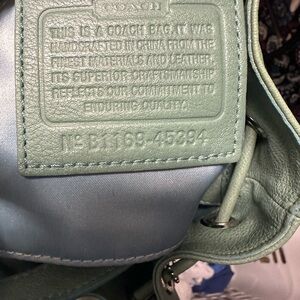 COACH
THIS IS A COACH BAG.IT WAS
HANDCRAFTED IN CHINA FROM THE
FINEST MATERIALS AND LEATHER.
ITS SUPERIOR CRAFTSMANSHIP
REFLECTS OUR COMMITMENT TO
ENDURING QUALITY.
Nº B1169-45394